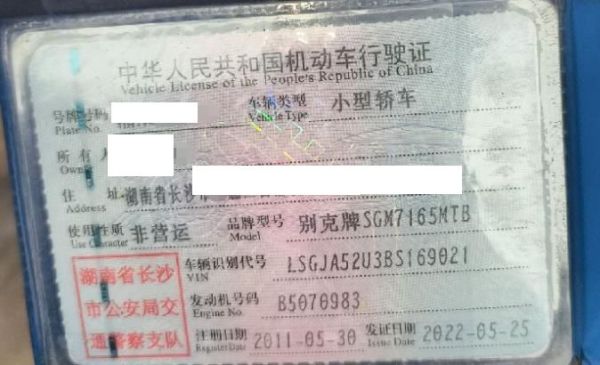 中华人民共和国机动车行驶证
Vehicle License of the People's Republic of China
号牌号码 车辆类型 小型轿车
Plate No. Vehicle Type
所有人
Owner
住址 湖南省长沙市
Address
使用性质 非营运 品牌型号 别克牌SGM7165MTB
Use Character Model
湖南省长沙 车辆识别代号 LSGJA52U3BS169021
VIN
市公安局交 发动机号码 B5070983
Engine No.
通警察支队 注册日期 2011-05-30 发证日期 2022-05-25
Register Date Issue Date